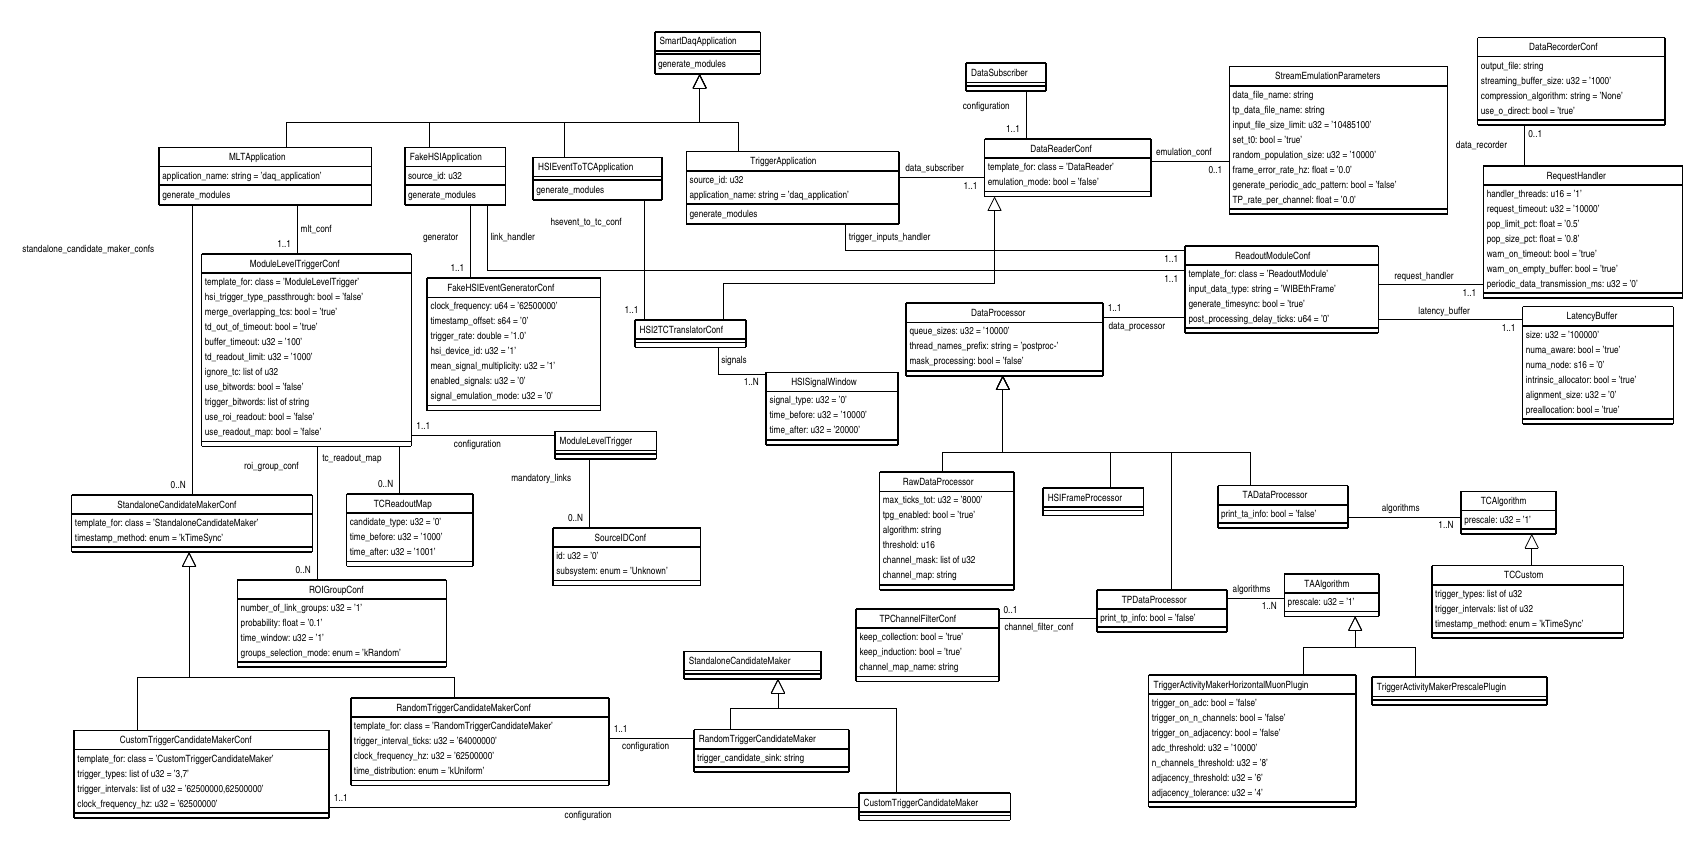 SmartDaqApplication
generate_modules
DataSubscriber
configuration
1..1
StreamEmulationParameters
data_file_name: string
tp_data_file_name: string
input_file_size_limit: u32 = '10485100'
set_t0: bool = 'true'
random_population_size: u32 = '10000'
frame_error_rate_hz: float = '0.0'
generate_periodic_adc_pattern: bool = 'false'
TP_rate_per_channel: float = '0.0'
DataRecorderConf
output_file: string
streaming_buffer_size: u32 = '1000'
compression_algorithm: string = 'None'
use_o_direct: bool = 'true'
data_recorder
0..1
MLTApplication
application_name: string = 'daq_application'
generate_modules
FakeHSIApplication
source_id: u32
generate_modules
HSIEventToTCApplication
generate_modules
TriggerApplication
source_id: u32
application_name: string = 'daq_application'
generate_modules
data_subscriber
1..1
DataReaderConf
template_for: class = 'DataReader'
emulation_mode: bool = 'false'
emulation_conf
0..1
RequestHandler
handler_threads: u16 = '1'
request_timeout: u32 = '10000'
pop_limit_pct: float = '0.5'
pop_size_pct: float = '0.8'
warn_on_timeout: bool = 'true'
warn_on_empty_buffer: bool = 'true'
periodic_data_transmission_ms: u32 = '0'
standalone_candidate_maker_confs
mlt_conf
1..1
generator
1..1
link_handler
hsevent_to_tc_conf
1..1
trigger_inputs_handler
1..1
1..1
ReadoutModuleConf
template_for: class = 'ReadoutModule'
input_data_type: string = 'WIBEthFrame'
generate_timesync: bool = 'true'
post_processing_delay_ticks: u64 = '0'
request_handler
1..1
latency_buffer
1..1
ModuleLevelTriggerConf
template_for: class = 'ModuleLevelTrigger'
hsi_trigger_type_passthrough: bool = 'false'
merge_overlapping_tcs: bool = 'true'
td_out_of_timeout: bool = 'true'
buffer_timeout: u32 = '100'
td_readout_limit: u32 = '1000'
ignore_tc: list of u32
use_bitwords: bool = 'false'
trigger_bitwords: list of string
use_roi_readout: bool = 'false'
use_readout_map: bool = 'false'
FakeHSIEventGeneratorConf
clock_frequency: u64 = '62500000'
timestamp_offset: s64 = '0'
trigger_rate: double = '1.0'
hsi_device_id: u32 = '1'
mean_signal_multiplicity: u32 = '1'
enabled_signals: u32 = '0'
signal_emulation_mode: u32 = '0'
HSI2TCTranslatorConf
signals
1..N
HSISignalWindow
signal_type: u32 = '0'
time_before: u32 = '10000'
time_after: u32 = '20000'
DataProcessor
queue_sizes: u32 = '10000'
thread_names_prefix: string = 'postproc-'
mask_processing: bool = 'false'
1..1
data_processor
LatencyBuffer
size: u32 = '100000'
numa_aware: bool = 'true'
numa_node: s16 = '0'
intrinsic_allocator: bool = 'true'
alignment_size: u32 = '0'
preallocation: bool = 'true'
1..1
configuration
ModuleLevelTrigger
mandatory_links
0..N
roi_group_conf
0..N
tc_readout_map
0..N
0..N
StandaloneCandidateMakerConf
template_for: class = 'StandaloneCandidateMaker'
timestamp_method: enum = 'kTimeSync'
TCReadoutMap
candidate_type: u32 = '0'
time_before: u32 = '1000'
time_after: u32 = '1001'
SourceIDConf
id: u32 = '0'
subsystem: enum = 'Unknown'
RawDataProcessor
max_ticks_tot: u32 = '8000'
tpg_enabled: bool = 'true'
algorithm: string
threshold: u16
channel_mask: list of u32
channel_map: string
HSIFrameProcessor
TADataProcessor
print_ta_info: bool = 'false'
algorithms
1..N
TCAlgorithm
prescale: u32 = '1'
TCCustom
trigger_types: list of u32
trigger_intervals: list of u32
timestamp_method: enum = 'kTimeSync'
ROIGroupConf
number_of_link_groups: u32 = '1'
probability: float = '0.1'
time_window: u32 = '1'
groups_selection_mode: enum = 'kRandom'
TPChannelFilterConf
keep_collection: bool = 'true'
keep_induction: bool = 'true'
channel_map_name: string
0..1
channel_filter_conf
TPDataProcessor
print_tp_info: bool = 'false'
algorithms
1..N
TAAlgorithm
prescale: u32 = '1'
StandaloneCandidateMaker
TriggerActivityMakerHorizontalMuonPlugin
trigger_on_adc: bool = 'false'
trigger_on_n_channels: bool = 'false'
trigger_on_adjacency: bool = 'false'
adc_threshold: u32 = '10000'
n_channels_threshold: u32 = '8'
adjacency_threshold: u32 = '6'
adjacency_tolerance: u32 = '4'
TriggerActivityMakerPrescalePlugin
RandomTriggerCandidateMakerConf
template_for: class = 'RandomTriggerCandidateMaker'
trigger_interval_ticks: u32 = '64000000'
clock_frequency_hz: u32 = '62500000'
time_distribution: enum = 'kUniform'
1..1
configuration
RandomTriggerCandidateMaker
trigger_candidate_sink: string
CustomTriggerCandidateMakerConf
template_for: class = 'CustomTriggerCandidateMaker'
trigger_types: list of u32 = '3,7'
trigger_intervals: list of u32 = '62500000,62500000'
clock_frequency_hz: u32 = '62500000'
1..1
configuration
CustomTriggerCandidateMaker